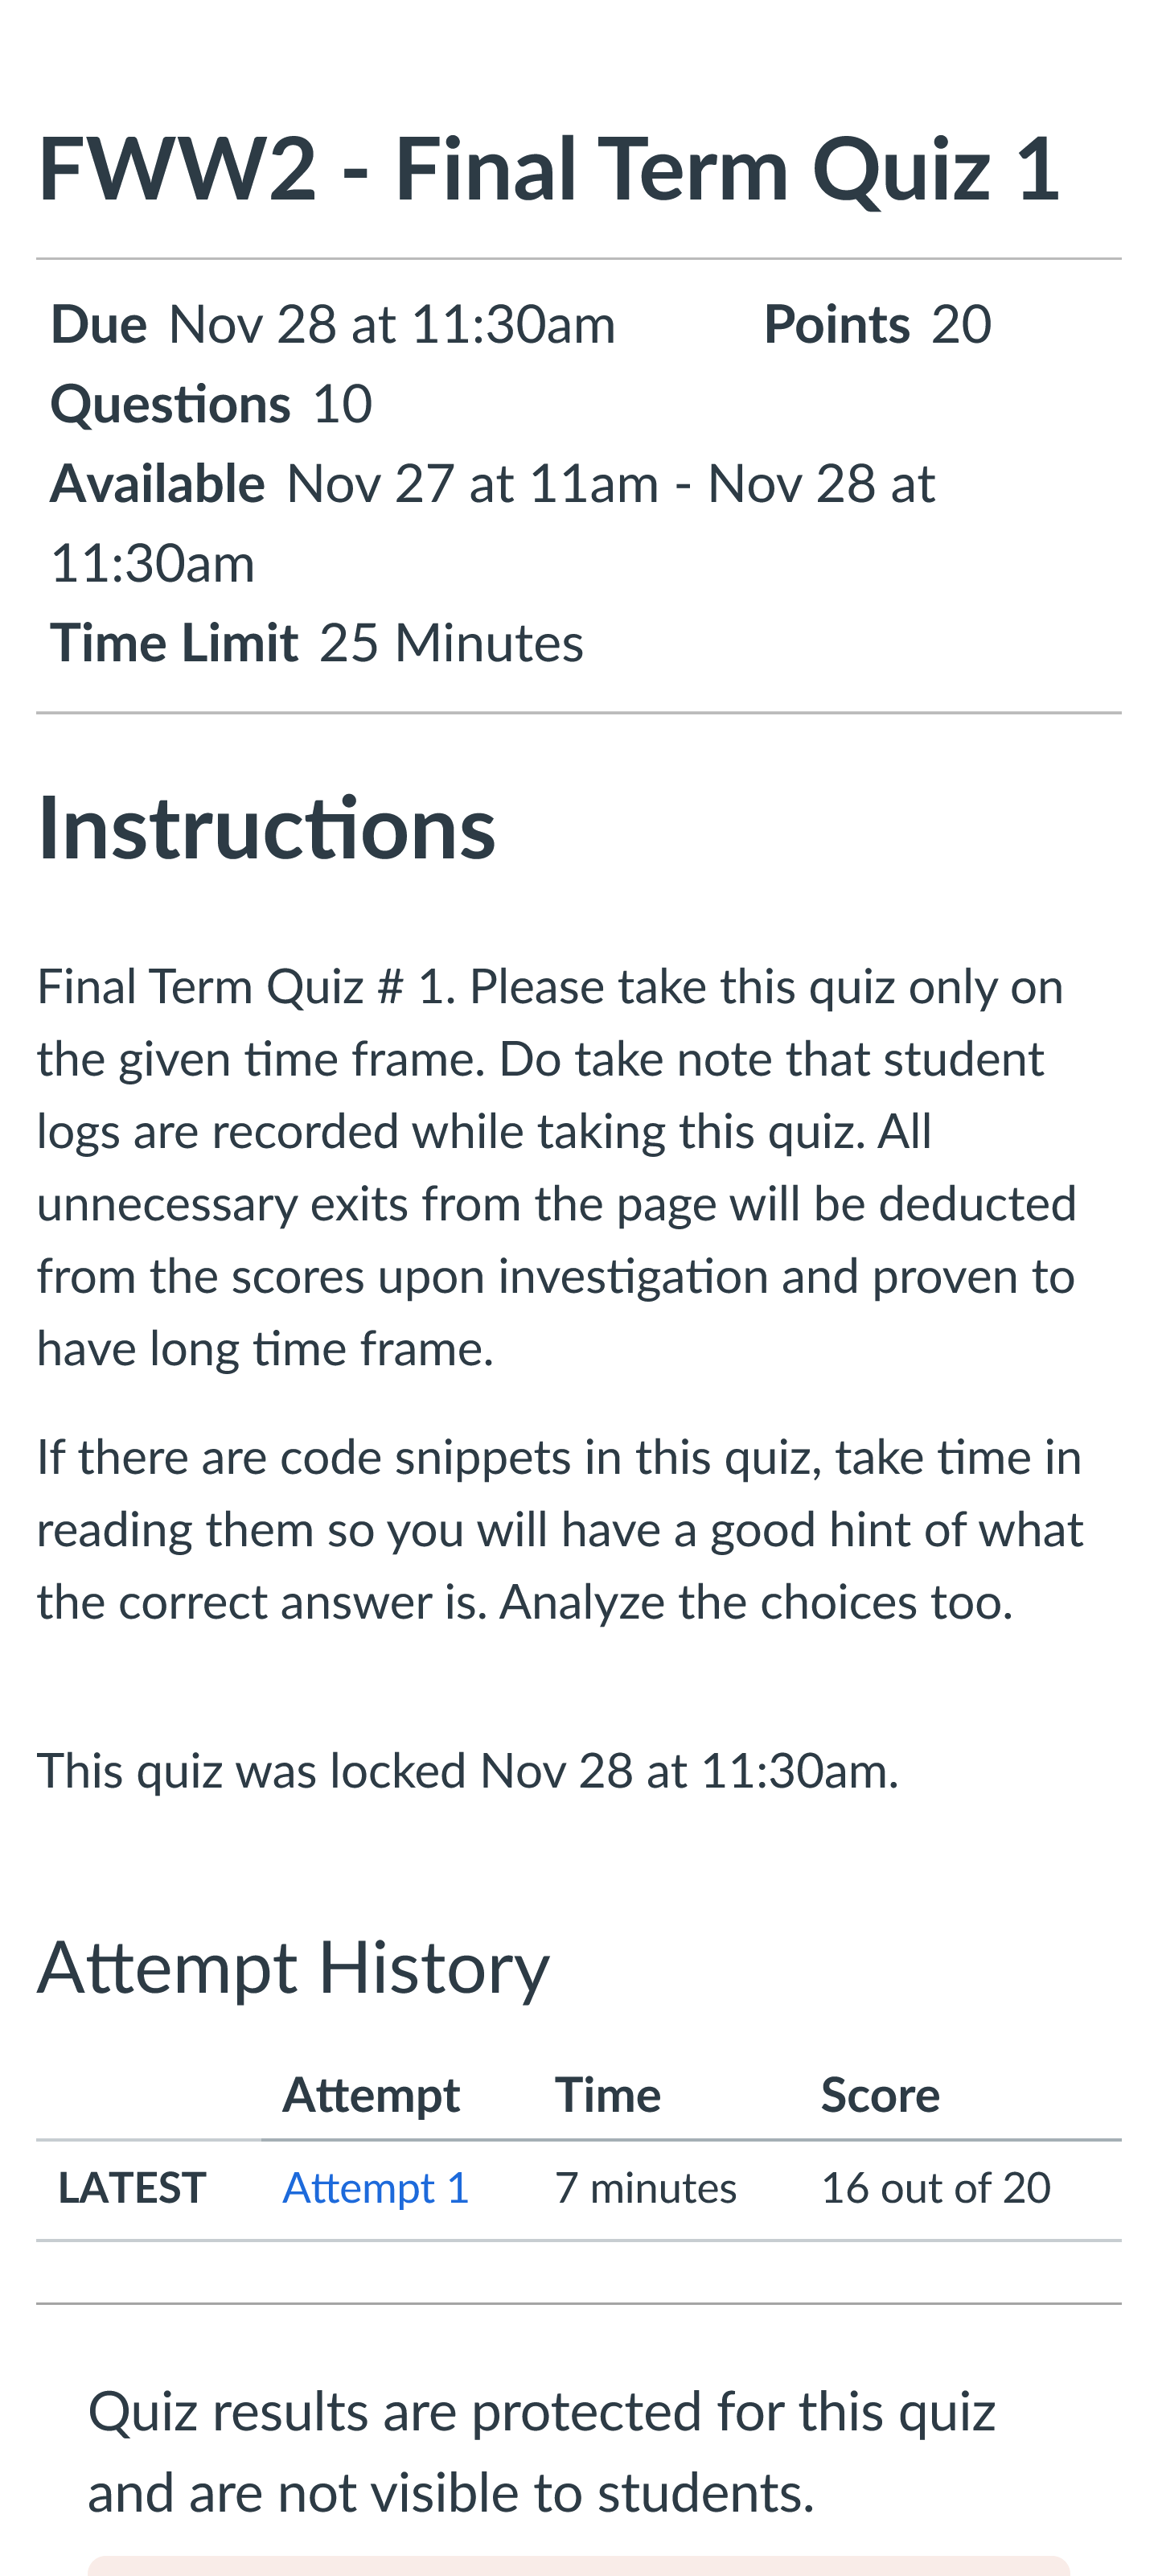 FWW2 - Final Term Quiz 1
Due Nov 28 at 11:30am Points 20
Questions 10
Available Nov 27 at 11am - Nov 28 at
11:30am
Time Limit 25 Minutes
Instructions
Final Term Quiz # 1. Please take this quiz only on
the given time frame. Do take note that student
logs are recorded while taking this quiz. All
unnecessary exits from the page will be deducted
from the scores upon investigation and proven to
have long time frame.
If there are code snippets in this quiz, take time in
reading them so you will have a good hint of what
the correct answer is. Analyze the choices too.
This quiz was locked Nov 28 at 11:30am.
Attempt History
Attempt Time Score
LATEST Attempt 1 7 minutes 16 out of 20
Quiz results are protected for this quiz
and are not visible to students.